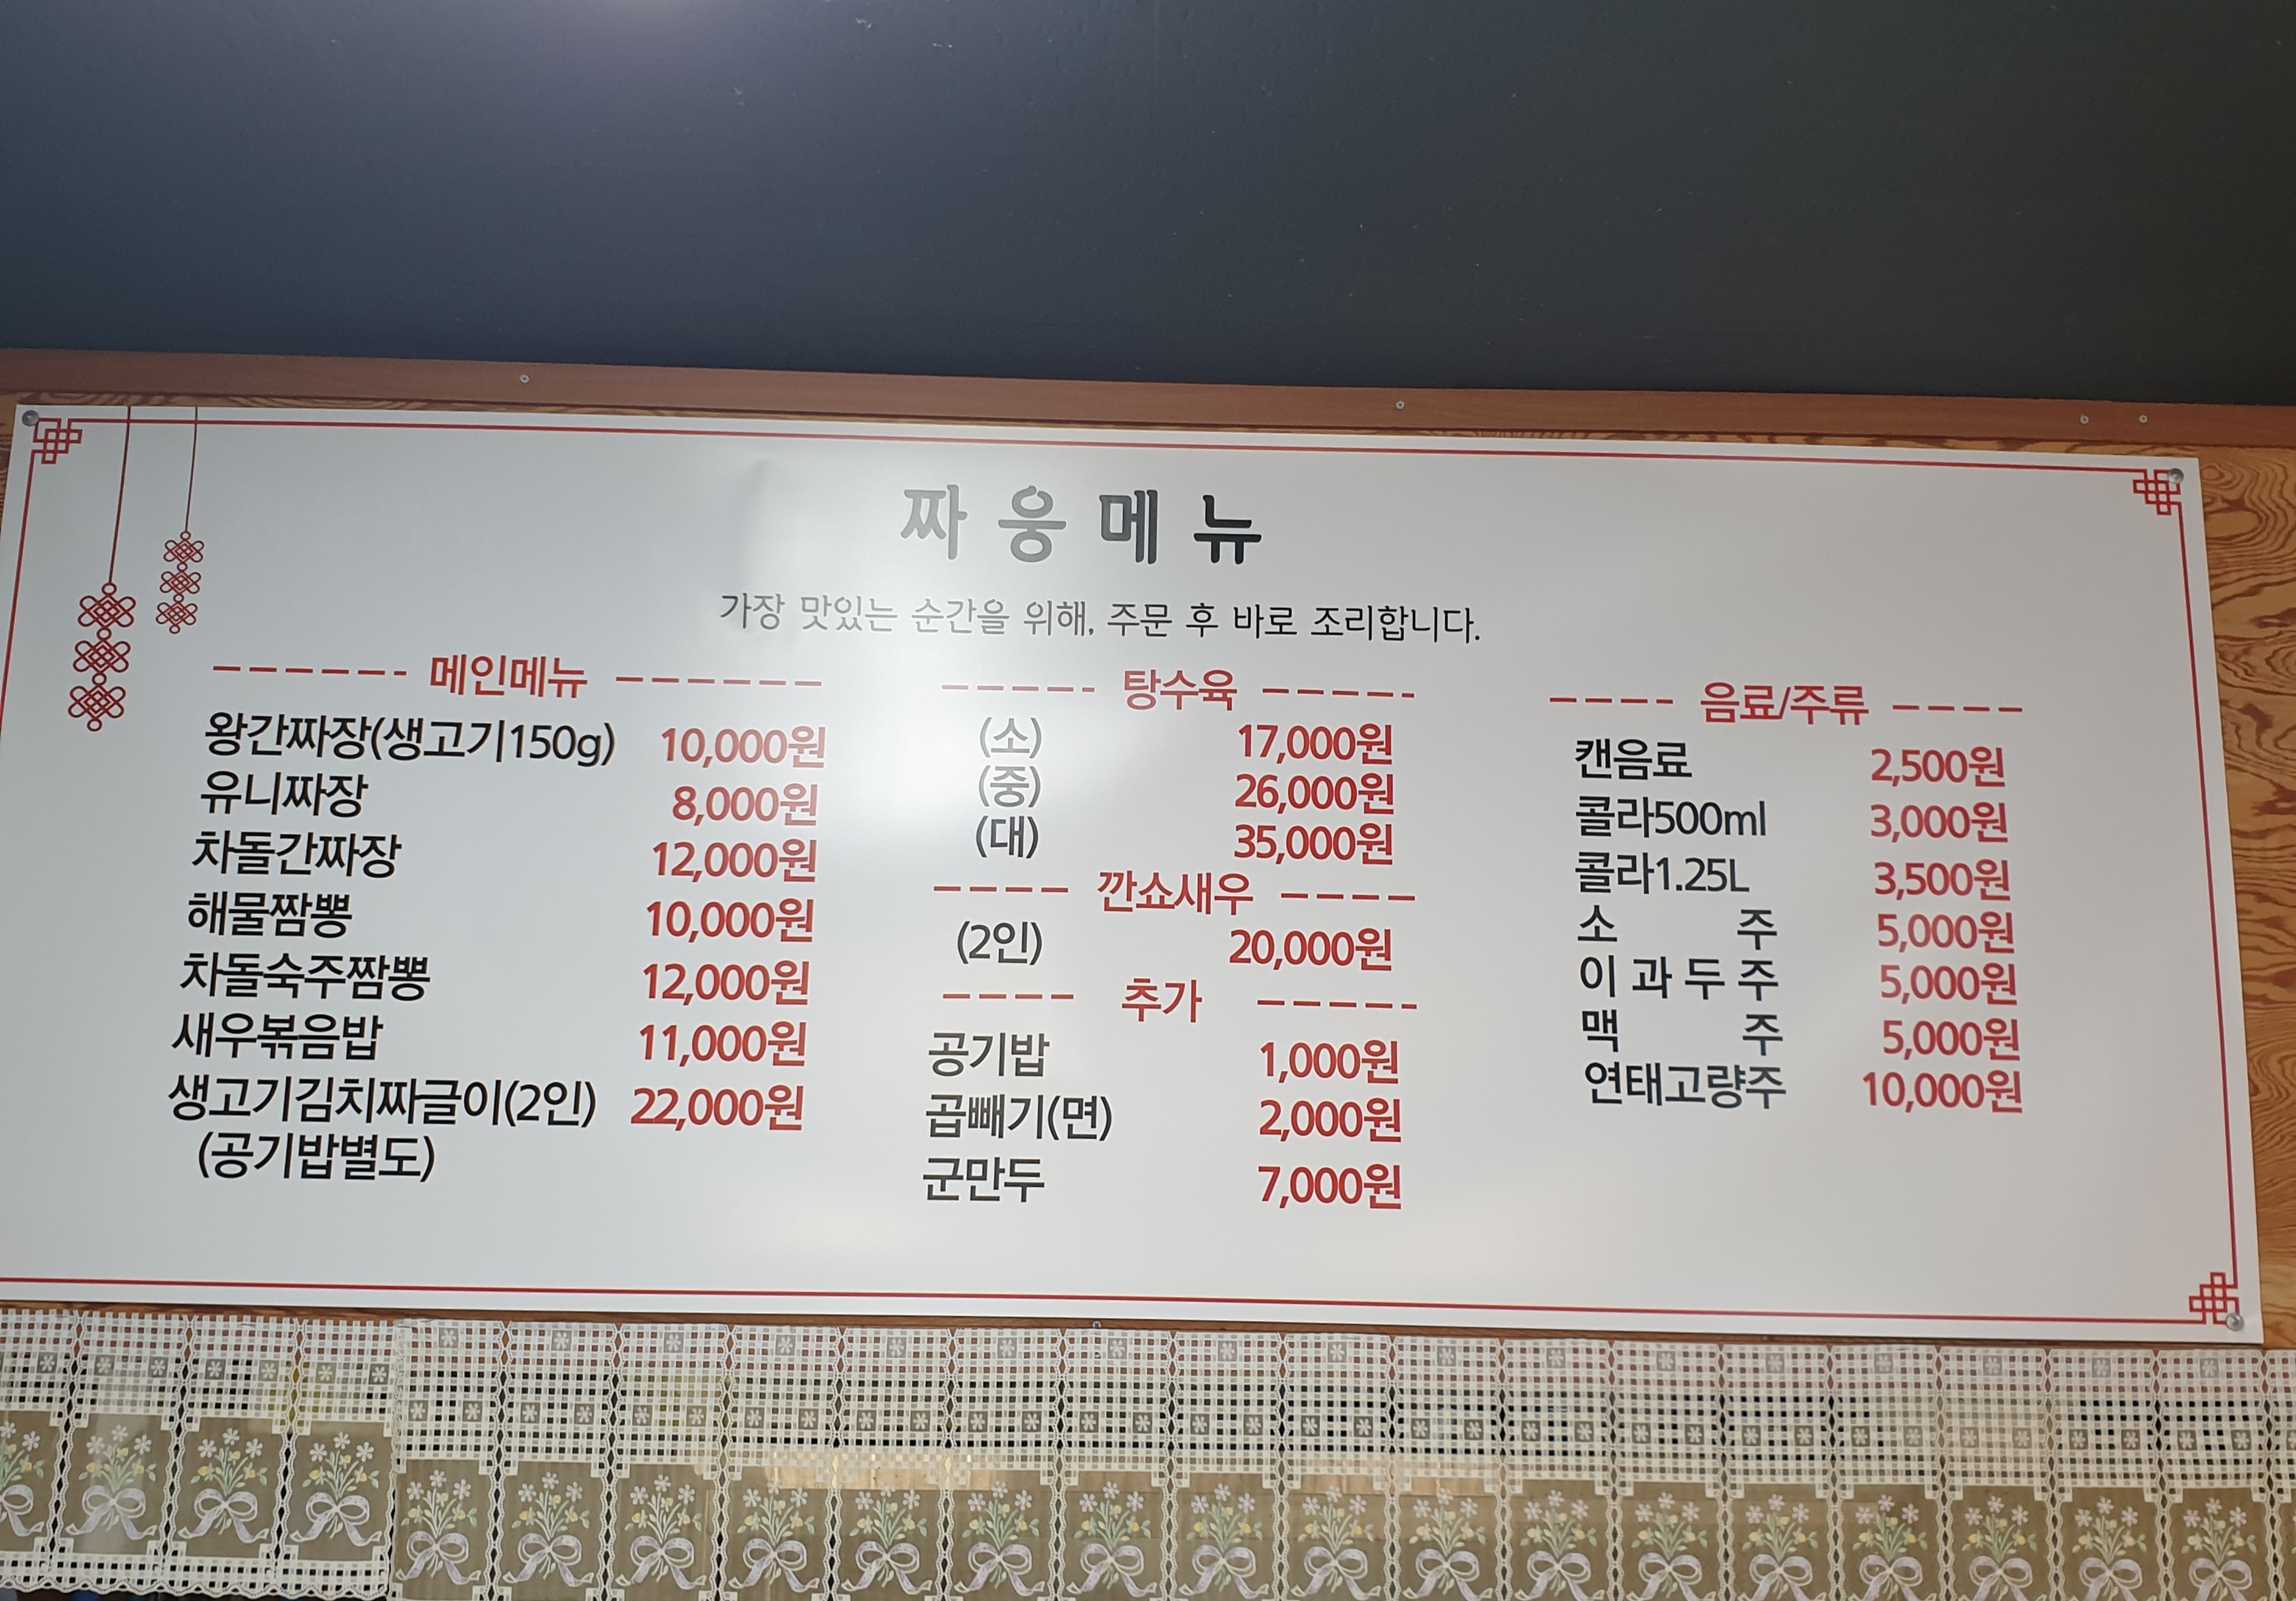 짜웅메뉴
가장 맛있는 순간을 위해, 주문 후 바로 조리합니다.
메인메뉴
왕간짜장(생고기150g) 10,000원
유니짜장 8,000원
차돌간짜장 12,000원
해물짬뽕 10,000원
차돌숙주짬뽕 12,000원
새우볶음밥 11,000원
생고기김치짜글이(2인) 22,000원
(공기밥별도)
탕수육
(소) 17,000원
(중) 26,000원
(대) 35,000원
깐쇼새우
(2인) 20,000원
추가
공기밥 1,000원
곱빼기(면) 2,000원
군만두 7,000원
음료/주류
캔음료 2,500원
콜라500ml 3,000원
콜라1.25L 3,500원
소 주 5,000원
이과두주 5,000원
맥 주 5,000원
연태고량주 10,000원